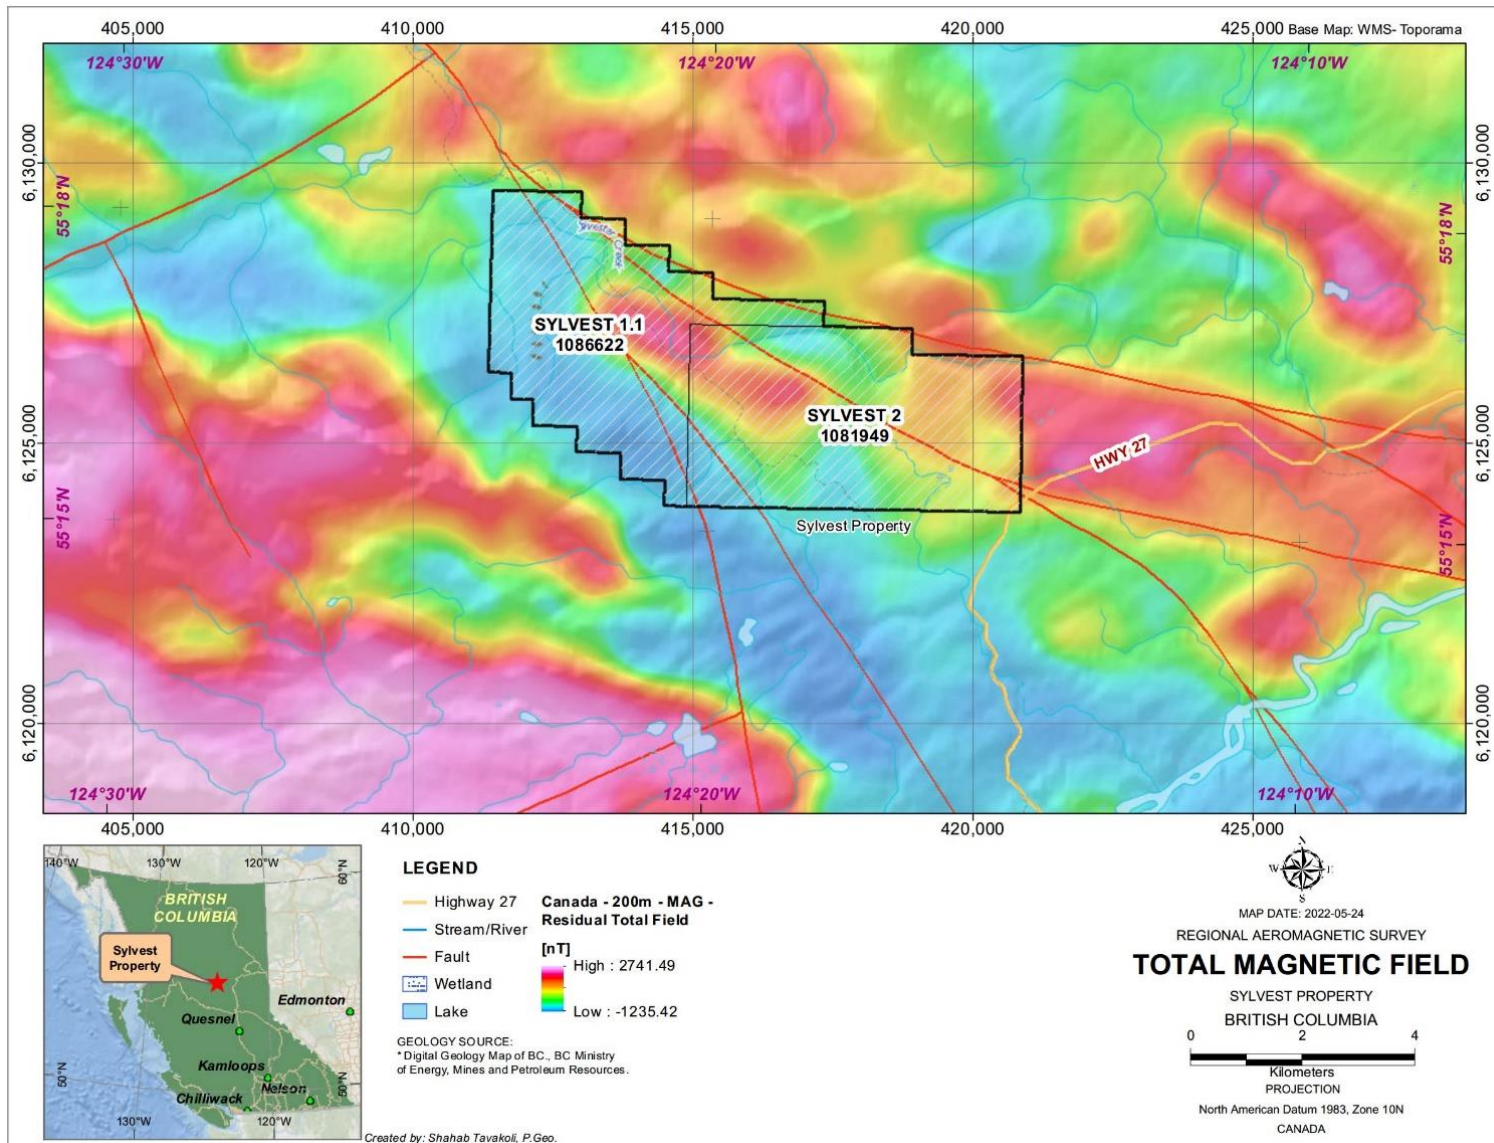 405,000
410,000
415,000
420,000
425,000 Base Map: WMS- Toporama
124°30'W
124°20'W
124°10'W
6,130,000
6,130,000
55°18'N
55°18'N
SYLVEST 1.1
1086622
SYLVEST 2
1081949
6,125,000
6,125,000
HWY 27
55°15'N
55°15'N
Sylvest Property
6,120,000
6,120,000
124°30'W
124°20'W
124°10'W
405,000
410,000
415,000
420,000
425,000
140°W
130°W
120°W
60°N
BRITISH
COLUMBIA
Sylvest
Property
Edmonton
Quesnel
Kamloops
Nelson
Chilliwack
50°N
50°N
130°W
120°W
Created by: Shahab Tavakoli, P.Geo.
LEGEND
Highway 27
Stream/River
Fault
Wetland
Lake
Canada - 200m - MAG -
Residual Total Field
[nT]
High : 2741.49
Low : -1235.42
GEOLOGY SOURCE:
* Digital Geology Map of BC., BC Ministry
of Energy, Mines and Petroleum Resources.
N
W
E
S
MAP DATE: 2022-05-24
REGIONAL AEROMAGNETIC SURVEY
TOTAL MAGNETIC FIELD
SYLVEST PROPERTY
BRITISH COLUMBIA
0 2 4
Kilometers
PROJECTION
North American Datum 1983, Zone 10N
CANADA